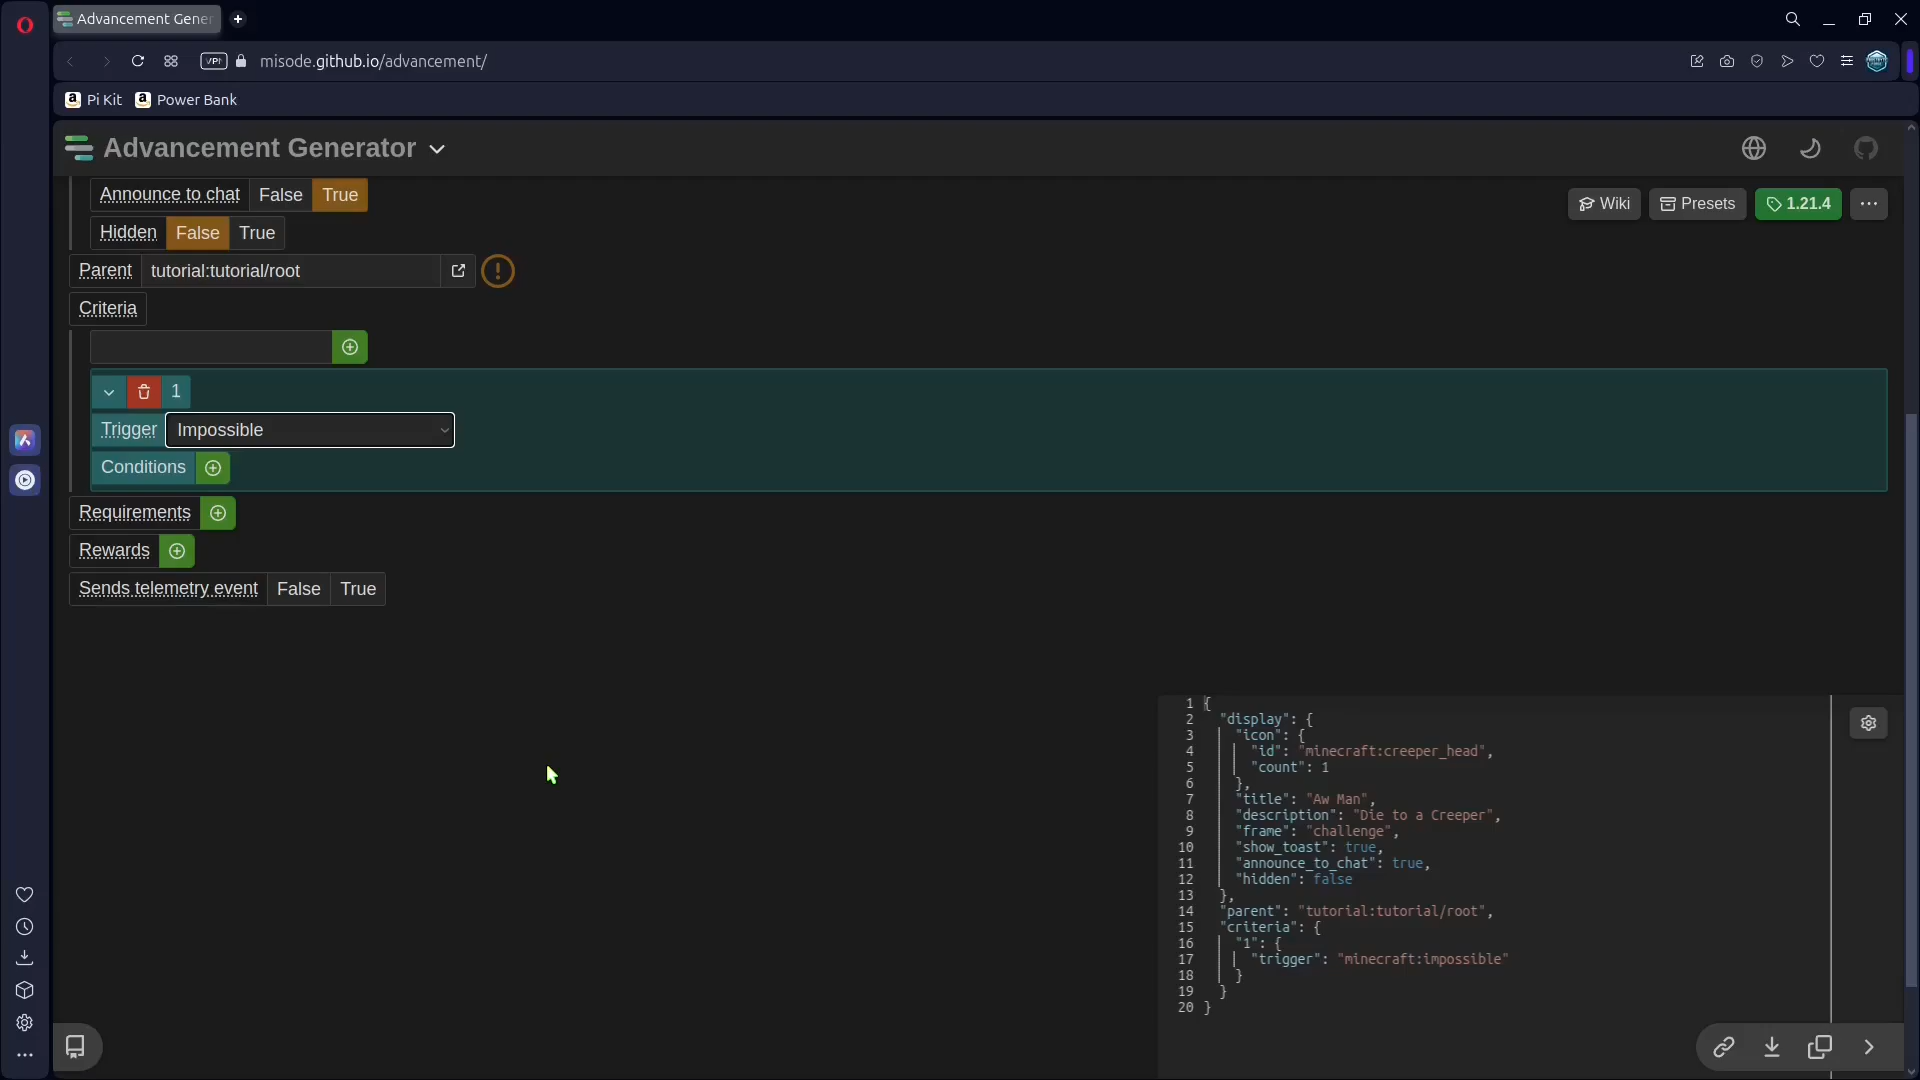 Advancement Gener
VPN
misode.github.io/advancement/
Pi Kit
Power Bank
Advancement Generator
Announce to chat False True
Wiki
Presets
1.21.4
Hidden False True
Parent tutorial:tutorial/root
Criteria
1
Trigger Impossible
Conditions
Requirements
Rewards
Sends telemetry event False True
1 {
2 "display": {
3 "icon": {
4 "id": "minecraft:creeper_head",
5 "count": 1
6 },
7 "title": "Aw Man",
8 "description": "Die to a Creeper",
9 "frame": "challenge",
10 "show_toast": true,
11 "announce_to_chat": true,
12 "hidden": false
13 },
14 "parent": "tutorial:tutorial/root",
15 "criteria": {
16 "1": {
17 "trigger": "minecraft:impossible"
18 }
19 }
20 }